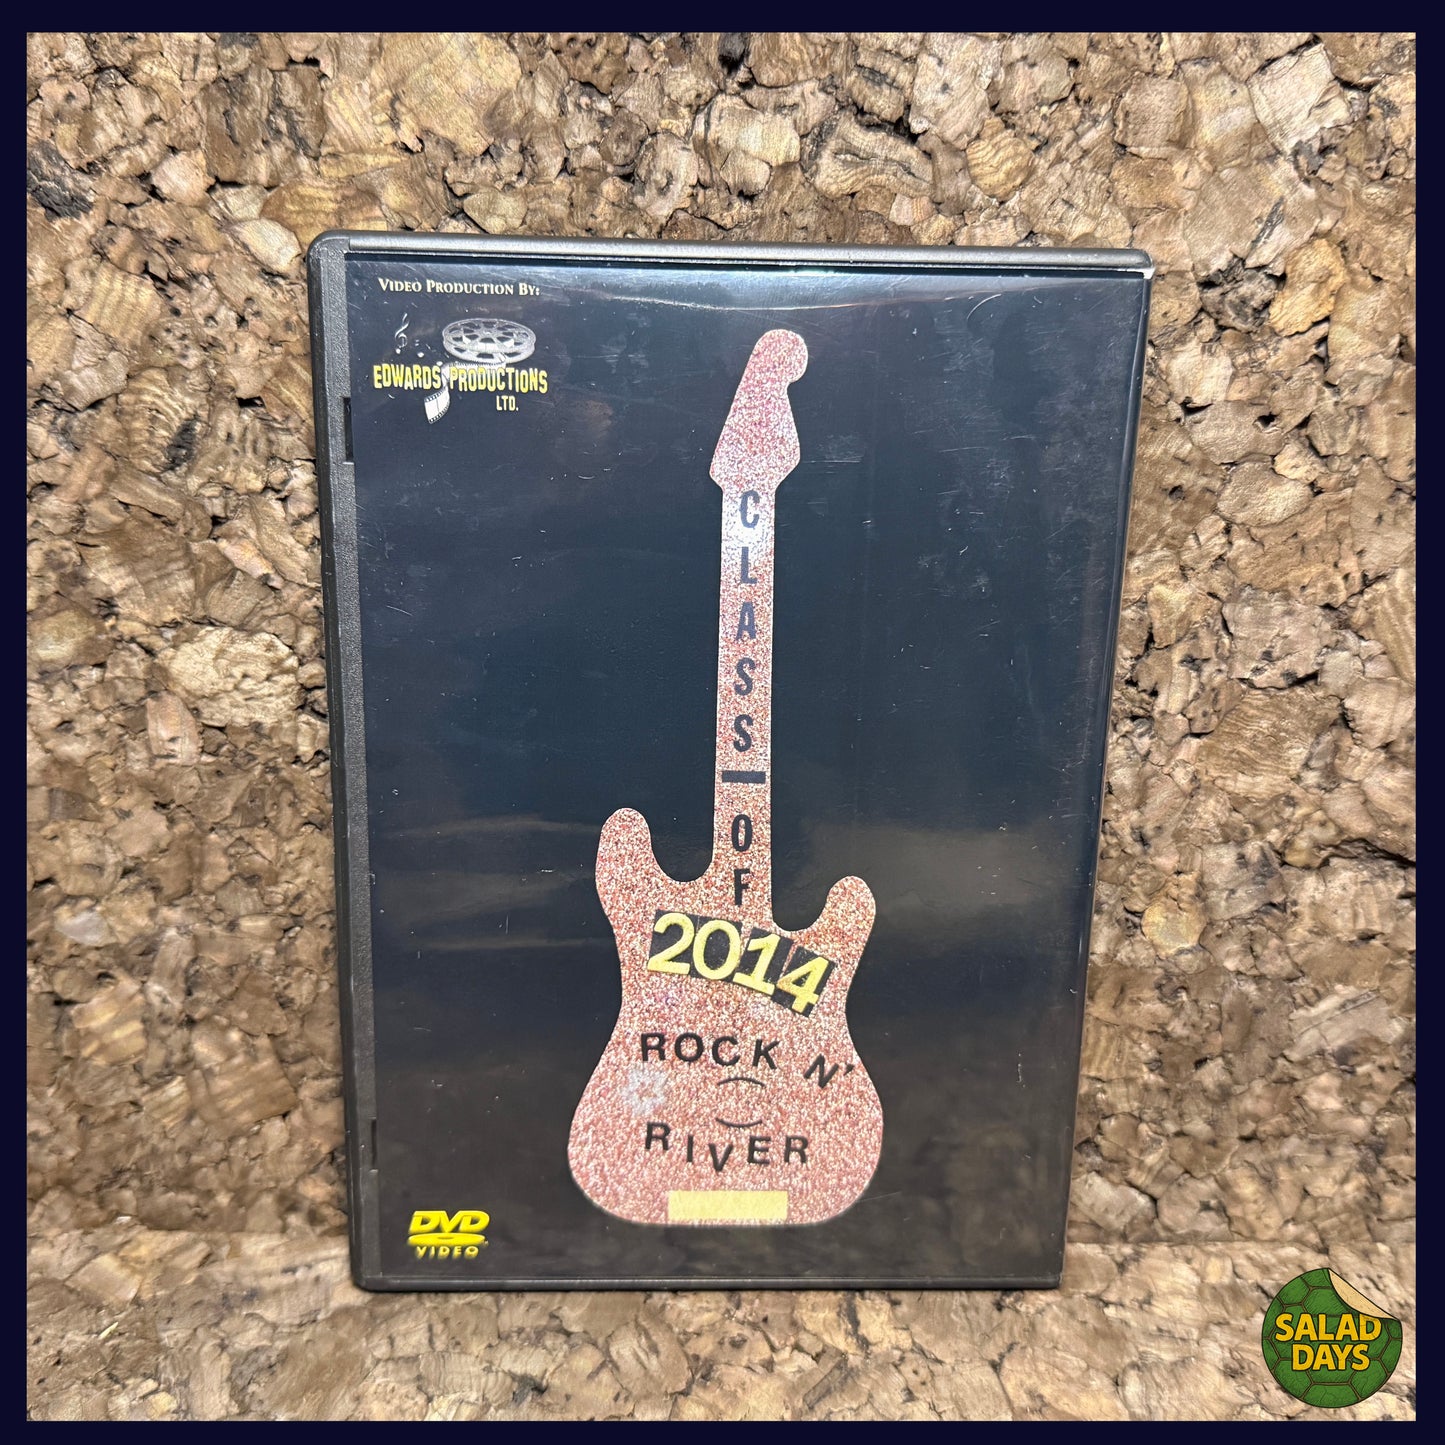 VIDEO PRODUCTION BY:
EDWARDS PRODUCTIONS
LTD.
CLASS OF
2014
ROCK N'
RIVER
DVD
VIDEO
SALAD
DAYS